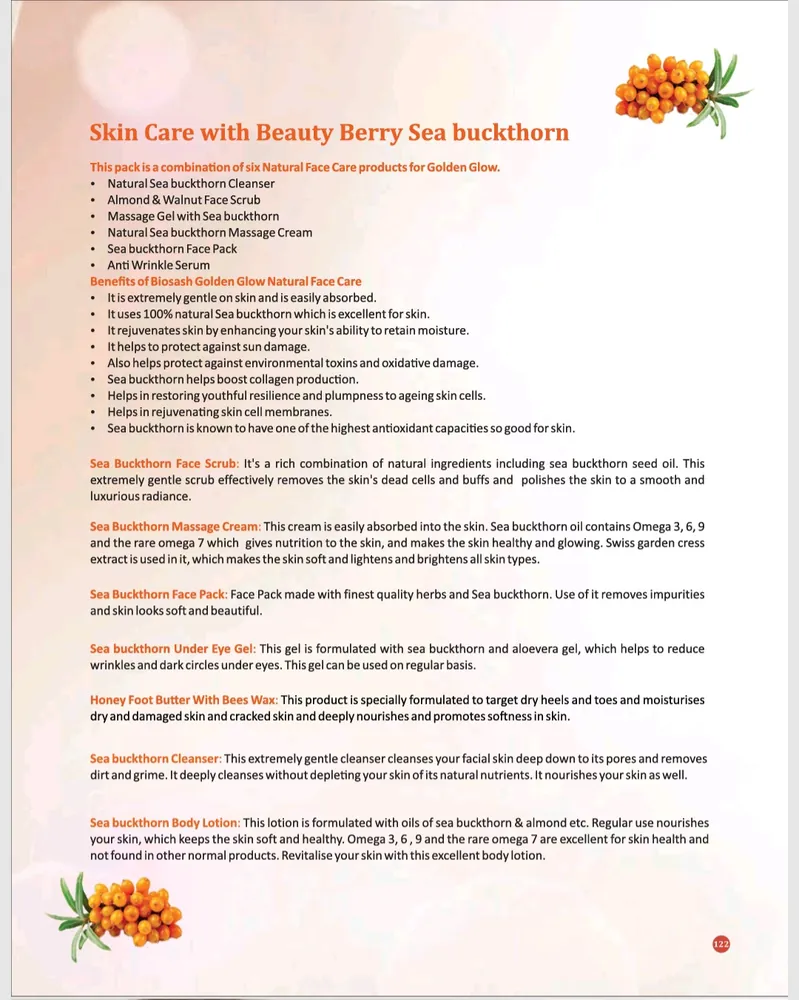 Skin Care with Beauty Berry Sea buckthorn
This pack is a combination of six Natural Face Care products for Golden Glow.
• Natural Sea buckthorn Cleanser
• Almond & Walnut Face Scrub
• Massage Gel with Sea buckthorn
• Natural Sea buckthorn Massage Cream
• Sea buckthorn Face Pack
• Anti Wrinkle Serum
Benefits of Biosash Golden Glow Natural Face Care
• It is extremely gentle on skin and is easily absorbed.
• It uses 100% natural Sea buckthorn which is excellent for skin.
• It rejuvenates skin by enhancing your skin's ability to retain moisture.
• It helps to protect against sun damage.
• Also helps protect against environmental toxins and oxidative damage.
• Sea buckthorn helps boost collagen production.
• Helps in restoring youthful resilience and plumpness to ageing skin cells.
• Helps in rejuvenating skin cell membranes.
• Sea buckthorn is known to have one of the highest antioxidant capacities so good for skin.
Sea Buckthorn Face Scrub: It's a rich combination of natural ingredients including sea buckthorn seed oil. This
extremely gentle scrub effectively removes the skin's dead cells and buffs and polishes the skin to a smooth and
luxurious radiance.
Sea Buckthorn Massage Cream: This cream is easily absorbed into the skin. Sea buckthorn oil contains Omega 3, 6, 9
and the rare omega 7 which gives nutrition to the skin, and makes the skin healthy and glowing. Swiss garden cress
extract is used in it, which makes the skin soft and lightens and brightens all skin types.
Sea Buckthorn Face Pack: Face Pack made with finest quality herbs and Sea buckthorn. Use of it removes impurities
and skin looks soft and beautiful.
Sea buckthorn Under Eye Gel: This gel is formulated with sea buckthorn and aloevera gel, which helps to reduce
wrinkles and dark circles under eyes. This gel can be used on regular basis.
Honey Foot Butter With Bees Wax: This product is specially formulated to target dry heels and toes and moisturises
dry and damaged skin and cracked skin and deeply nourishes and promotes softness in skin.
Sea buckthorn Cleanser: This extremely gentle cleanser cleanses your facial skin deep down to its pores and removes
dirt and grime. It deeply cleanses without depleting your skin of its natural nutrients. It nourishes your skin as well.
Sea buckthorn Body Lotion: This lotion is formulated with oils of sea buckthorn & almond etc. Regular use nourishes
your skin, which keeps the skin soft and healthy. Omega 3, 6 , 9 and the rare omega 7 are excellent for skin health and
not found in other normal products. Revitalise your skin with this excellent body lotion.
122